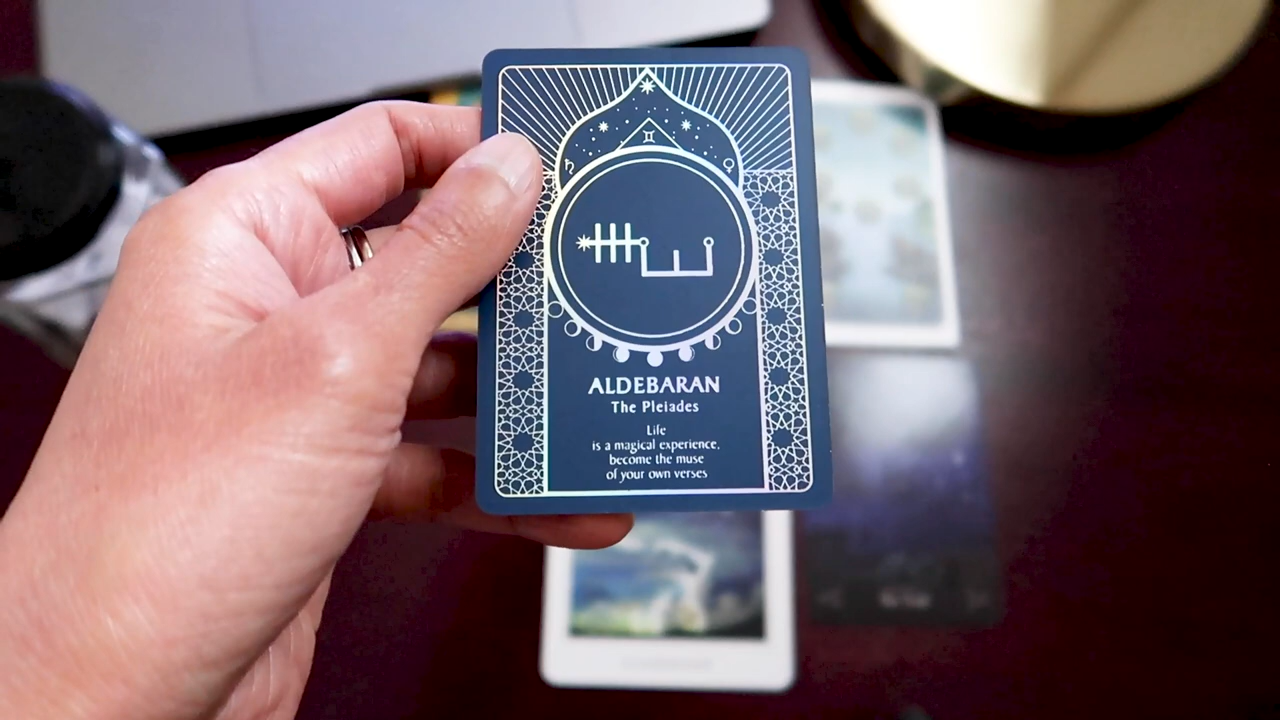 ALDEBARAN
The Pleiades
Life
is a magical experience,
become the muse
of your own verses